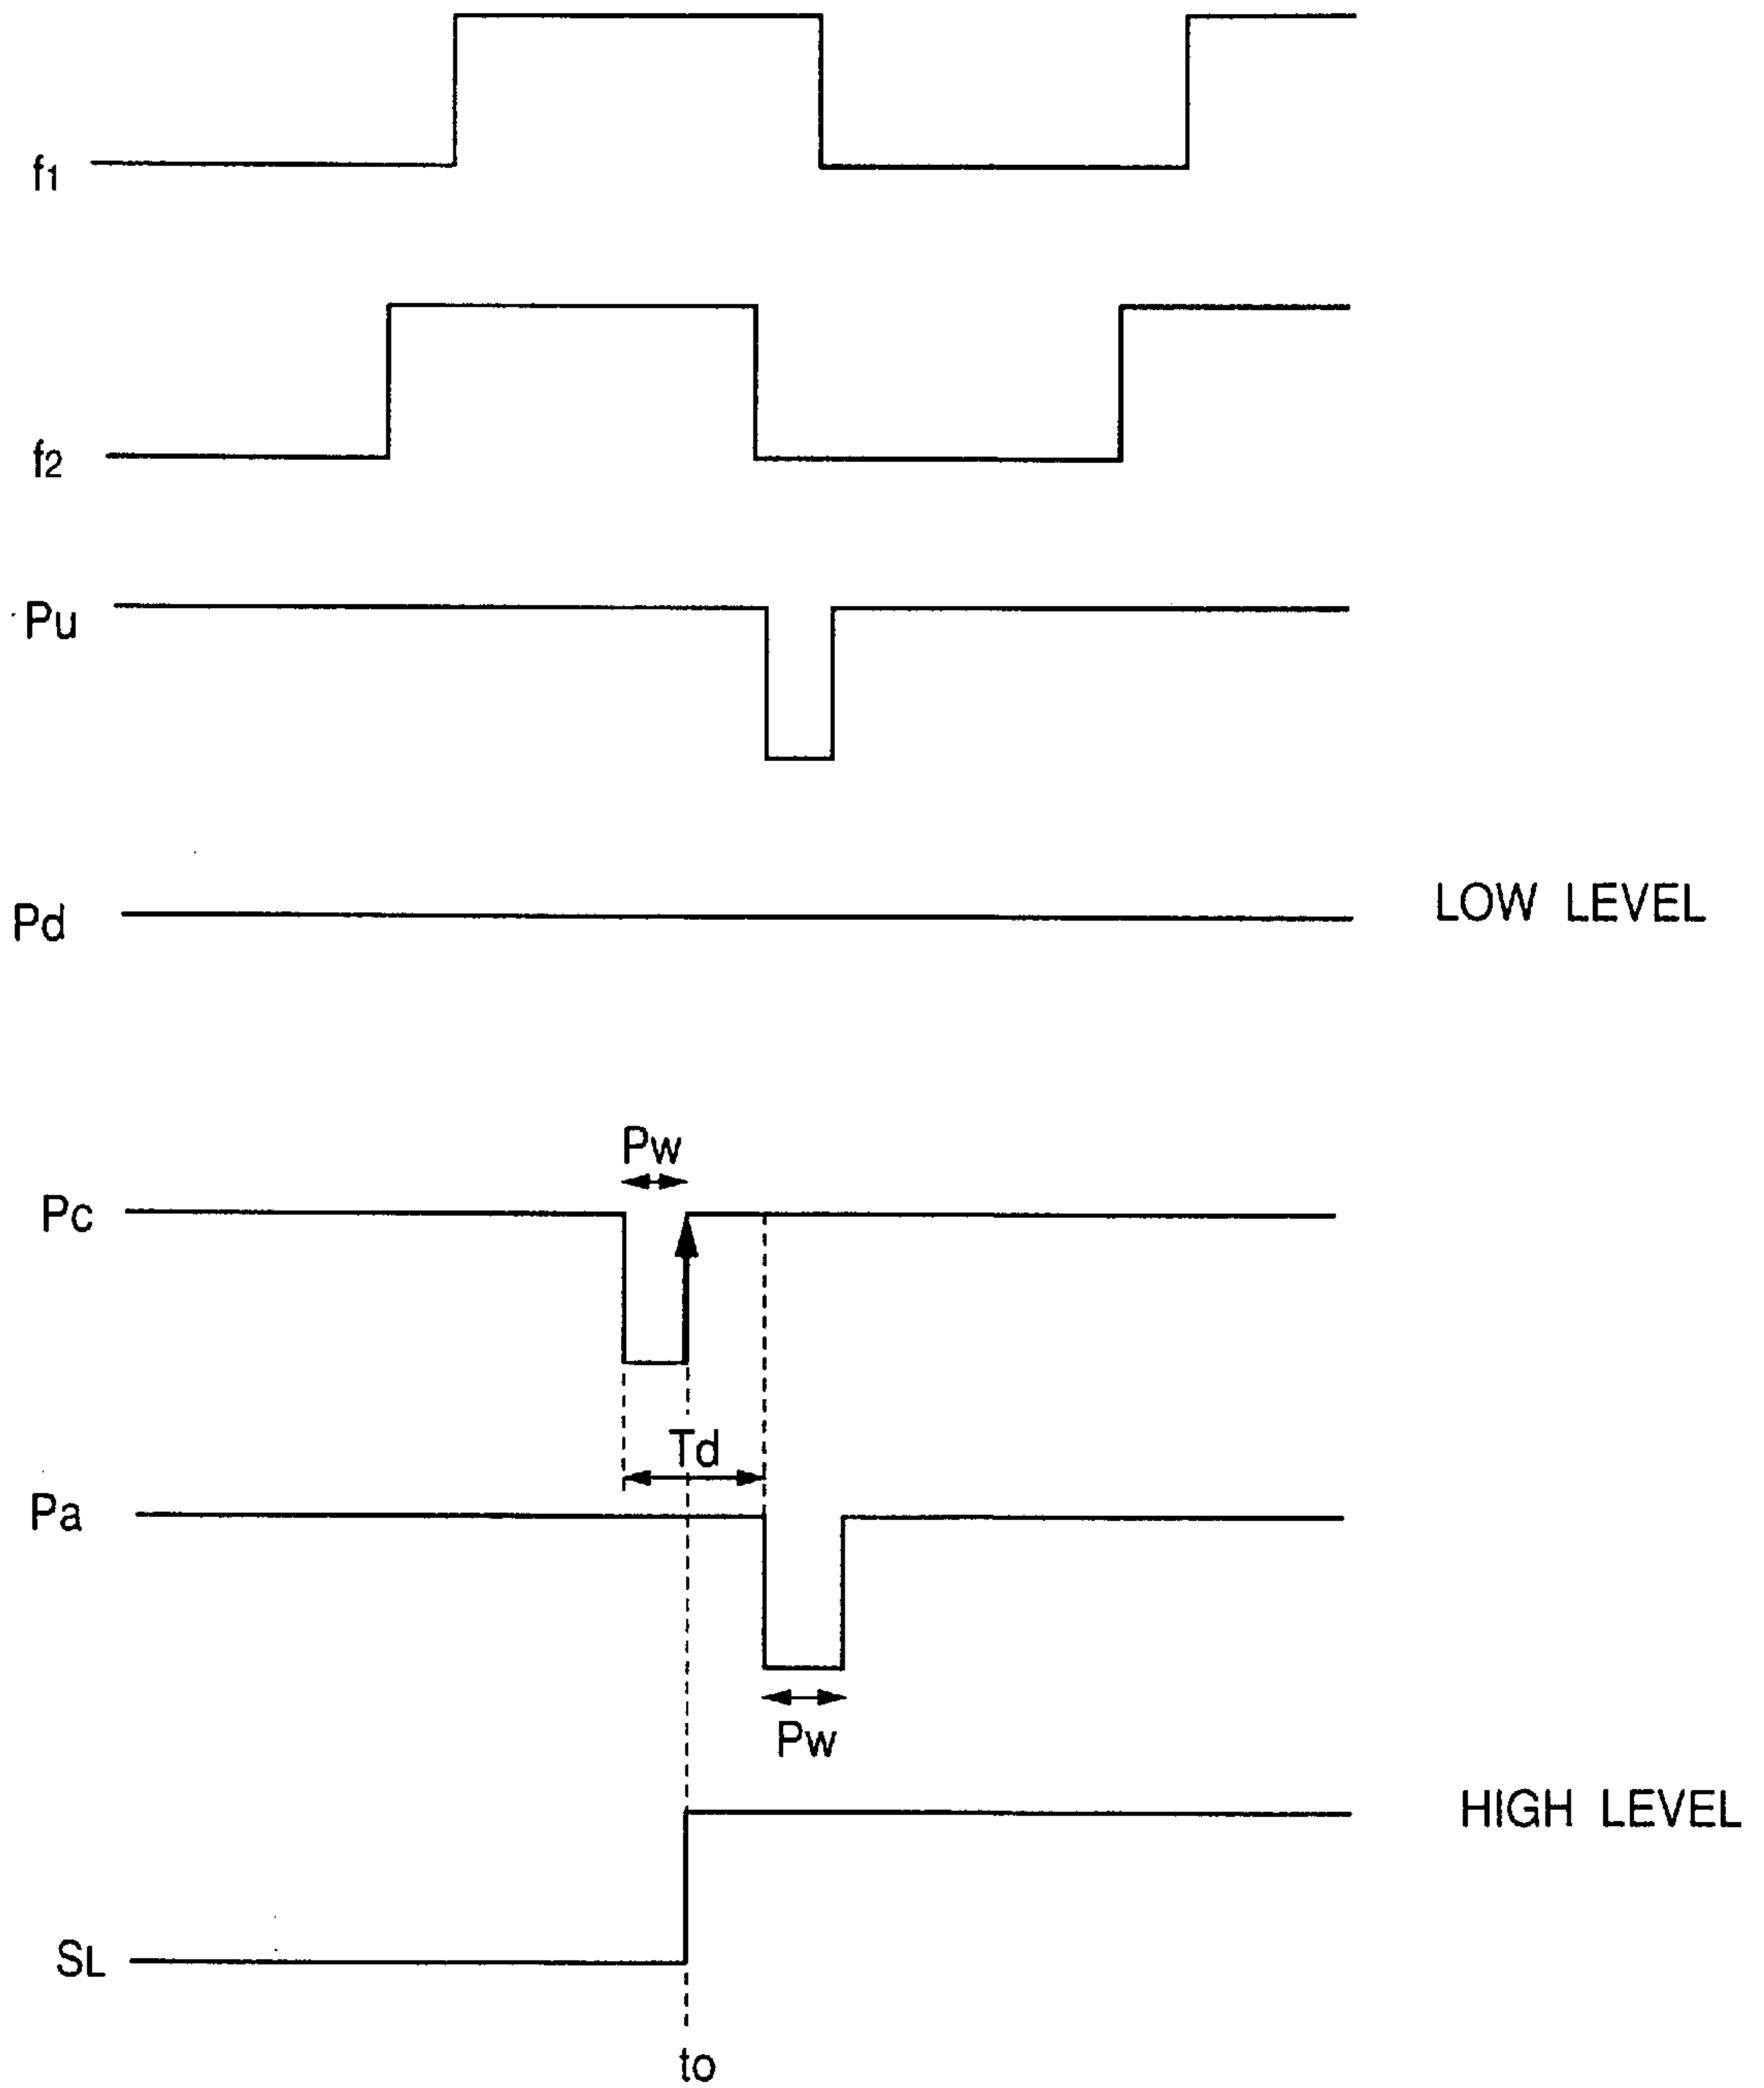 f1
f2
Pu
Pd LOW LEVEL
Pw
Pc
Td
Pa
Pw
HIGH LEVEL
SL
to